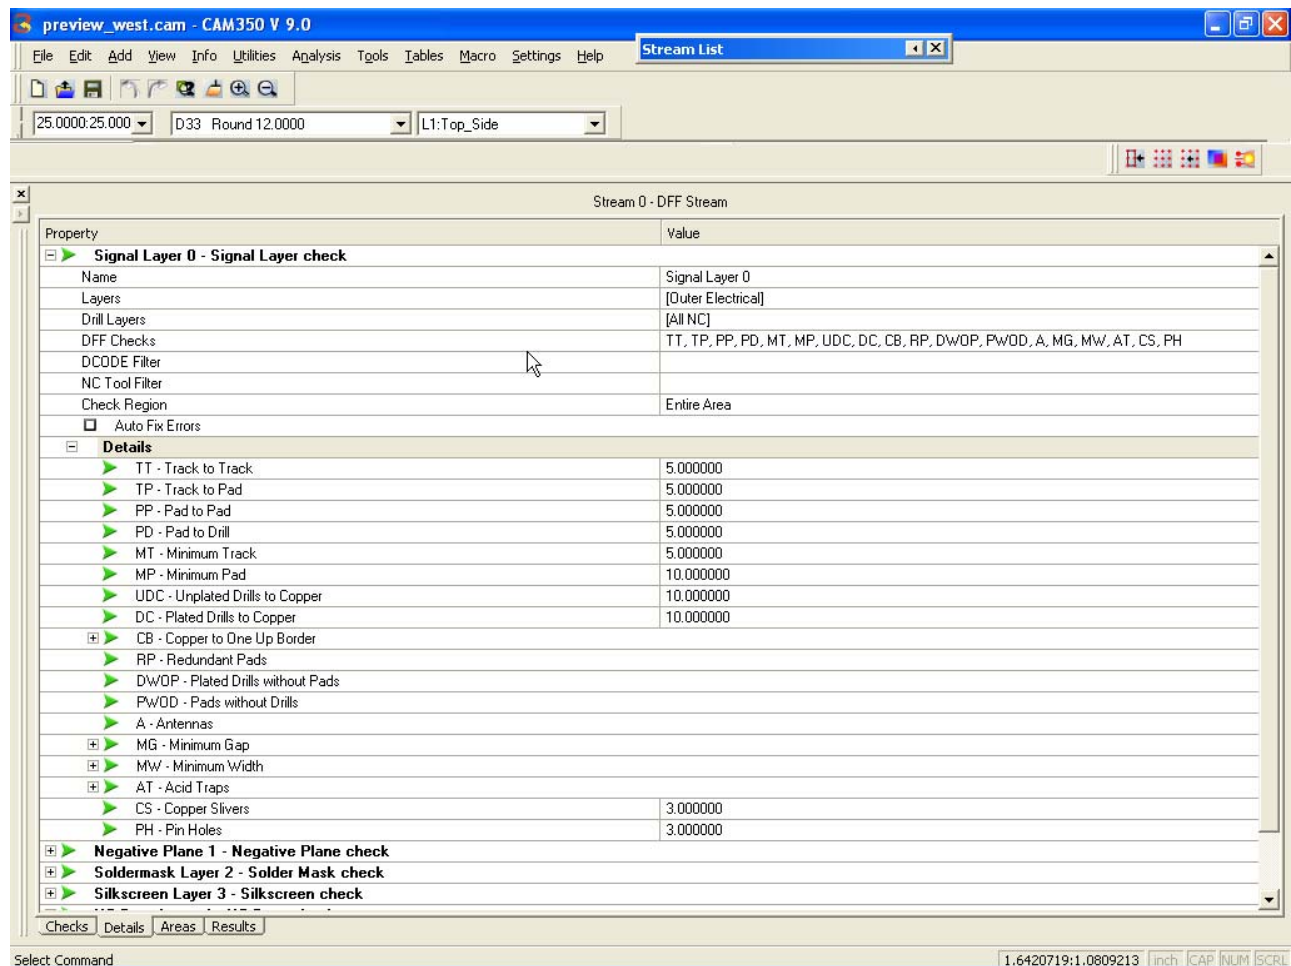 preview_west.cam - CAM350 V 9.0
File Edit Add View Info Utilities Analysis Tools Tables Macro Settings Help
Stream List
25.0000:25.000 D33 Round 12.0000 L1:Top_Side
Stream 0 - DFF Stream
Property Value
Signal Layer 0 - Signal Layer check
Name Signal Layer 0
Layers [Outer Electrical]
Drill Layers [All NC]
DFF Checks TT, TP, PP, PD, MT, MP, UDC, DC, CB, RP, DWOP, PWOD, A, MG, MW, AT, CS, PH
DCODE Filter
NC Tool Filter
Check Region Entire Area
Auto Fix Errors
Details
TT - Track to Track 5.000000
TP - Track to Pad 5.000000
PP - Pad to Pad 5.000000
PD - Pad to Drill 5.000000
MT - Minimum Track 5.000000
MP - Minimum Pad 10.000000
UDC - Unplated Drills to Copper 10.000000
DC - Plated Drills to Copper 10.000000
CB - Copper to One Up Border
RP - Redundant Pads
DWOP - Plated Drills without Pads
PWOD - Pads without Drills
A - Antennas
MG - Minimum Gap
MW - Minimum Width
AT - Acid Traps
CS - Copper Slivers 3.000000
PH - Pin Holes 3.000000
Negative Plane 1 - Negative Plane check
Soldermask Layer 2 - Solder Mask check
Silkscreen Layer 3 - Silkscreen check
Checks Details Areas Results
Select Command 1.6420719:1.0809213 inch CAP NUM SCRL